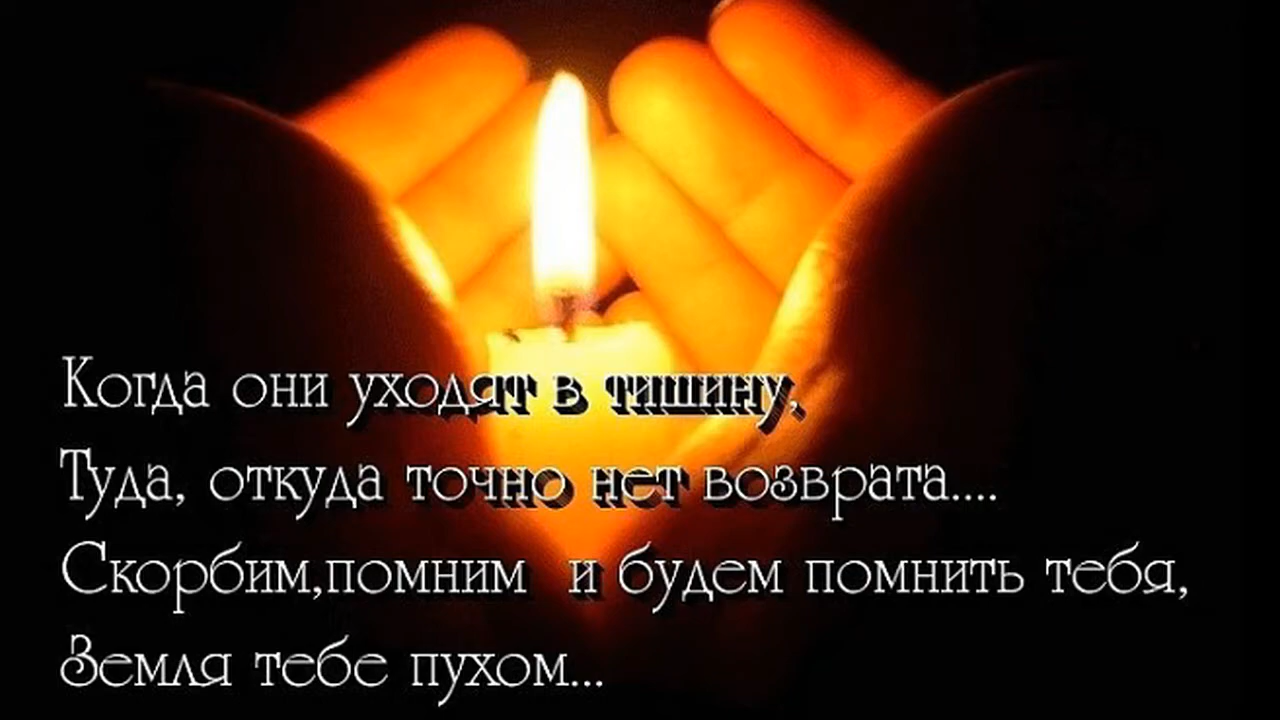 Когда они уходят в тишину,
Туда, откуда точно нет возврата....
Скорбим,помним и будем помнить тебя,
Земля тебе пухом...